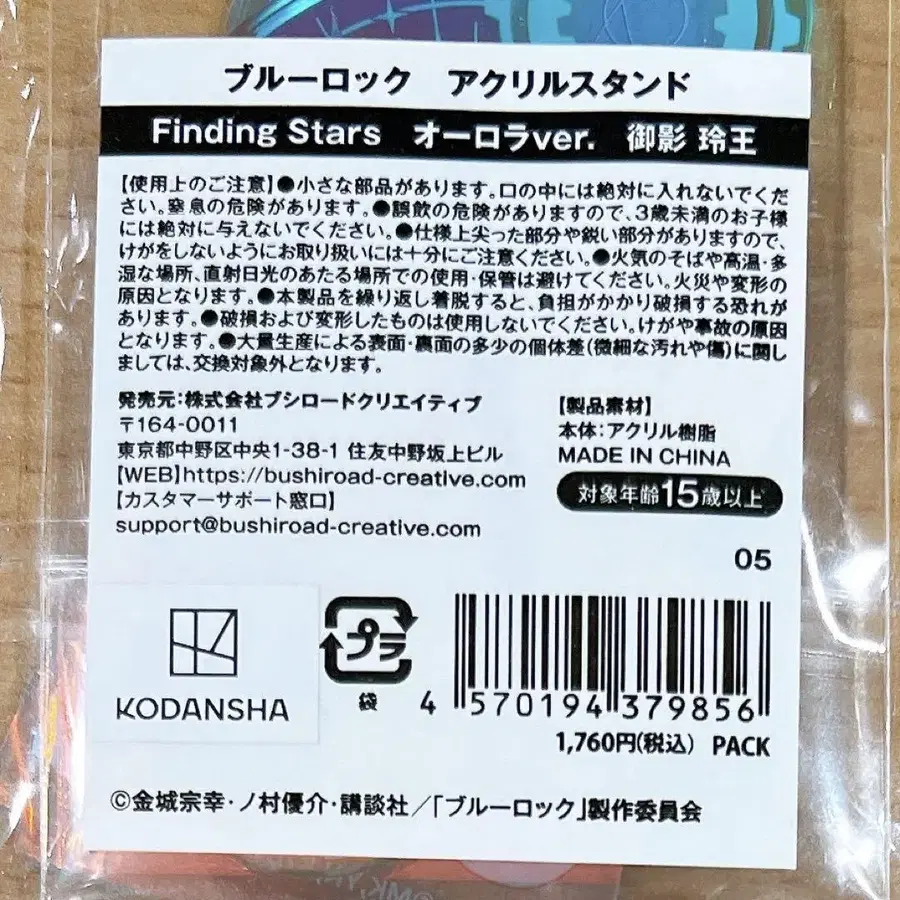 ブルーロック　アクリルスタンド
Finding Stars　オーロラver.　御影 玲王
【使用上のご注意】●小さな部品があります。口の中には絶対に入れないでくだ
さい。窒息の危険があります。●誤飲の危険がありますので、3歳未満のお子様
には絶対に与えないでください。●仕様上尖った部分や鋭い部分がありますので、
けがをしないようにお取り扱いには十分にご注意ください。●火気のそばや高温・多
湿な場所、直射日光のあたる場所での使用・保管は避けてください。火災や変形の
原因となります。●本製品を繰り返し着脱すると、負担がかかり破損する恐れが
あります。●破損および変形したものは使用しないでください。けがや事故の原因
となります。●大量生産による表面・裏面の多少の個体差(微細な汚れや傷)に関し
ましては、交換対象外となります。
発売元：株式会社ブシロードクリエイティブ
〒164-0011
東京都中野区中央1-38-1 住友中野坂上ビル
【WEB】https://bushiroad-creative.com
【カスタマーサポート窓口】
support@bushiroad-creative.com
【製品素材】
本体：アクリル樹脂
MADE IN CHINA
対象年齢15歳以上
05
KODANSHA
プラ
袋
4 570194 379856
1,760円(税込) PACK
©金城宗幸・ノ村優介・講談社／「ブルーロック」製作委員会